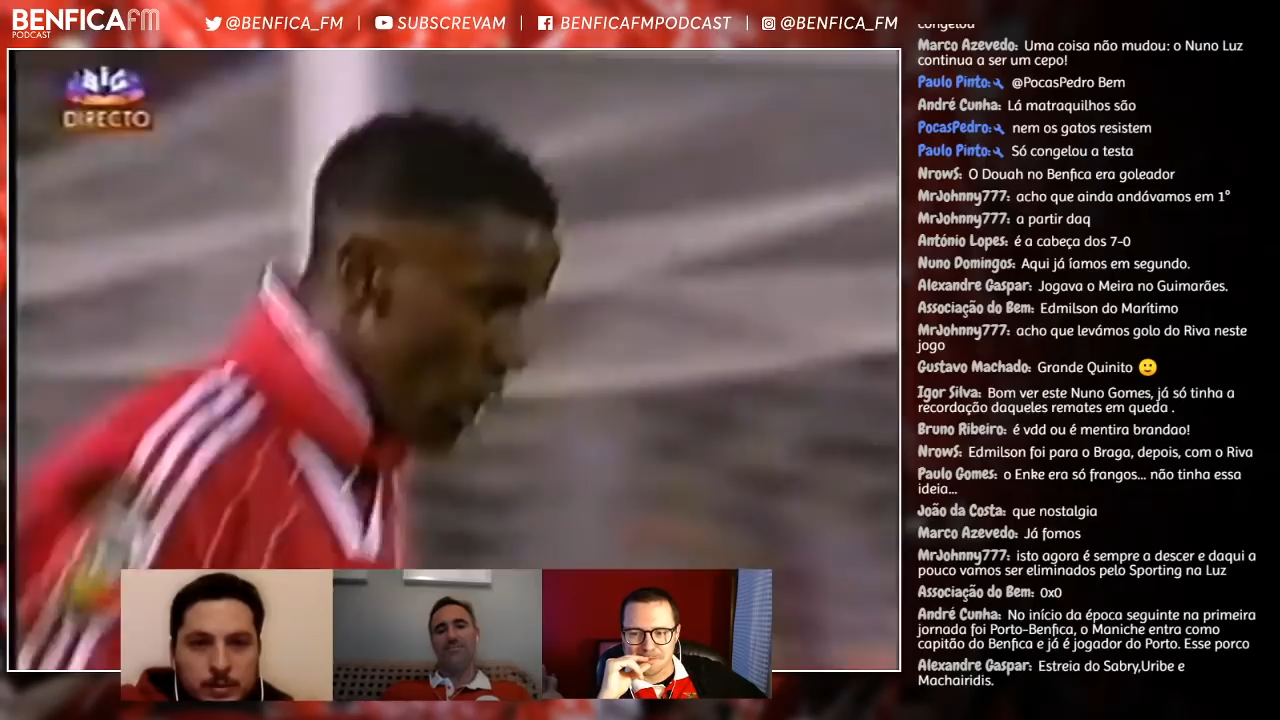 BENFICAFM
PODCAST
@BENFICA_FM | SUBSCREVAM | BENFICAFMPODCAST | @BENFICA_FM
BIG
DIRECTO
congelou
Marco Azevedo: Uma coisa não mudou: o Nuno Luz
continua a ser um cepo!
Paulo Pinto: @PocasPedro Bem
André Cunha: Lá matraquilhos são
PocasPedro: nem os gatos resistem
Paulo Pinto: Só congelou a testa
NrowS: O Douah no Benfica era goleador
MrJohnny777: acho que ainda andávamos em 1º
MrJohnny777: a partir daq
António Lopes: é a cabeça dos 7-0
Nuno Domingos: Aqui já íamos em segundo.
Alexandre Gaspar: Jogava o Meira no Guimarães.
Associação do Bem: Edmilson do Marítimo
MrJohnny777: acho que levámos golo do Riva neste
jogo
Gustavo Machado: Grande Quinito 🙂
Igor Silva: Bom ver este Nuno Gomes, já só tinha a
recordação daqueles remates em queda .
Bruno Ribeiro: é vdd ou é mentira brandao!
NrowS: Edmilson foi para o Braga, depois, com o Riva
Paulo Gomes: o Enke era só frangos... não tinha essa
ideia...
João da Costa: que nostalgia
Marco Azevedo: Já fomos
MrJohnny777: isto agora é sempre a descer e daqui a
pouco vamos ser eliminados pelo Sporting na Luz
Associação do Bem: 0x0
André Cunha: No início da época seguinte na primeira
jornada foi Porto-Benfica, o Maniche entra como
capitão do Benfica e já é jogador do Porto. Esse porco
Alexandre Gaspar: Estreia do Sabry,Uribe e
Machairidis.